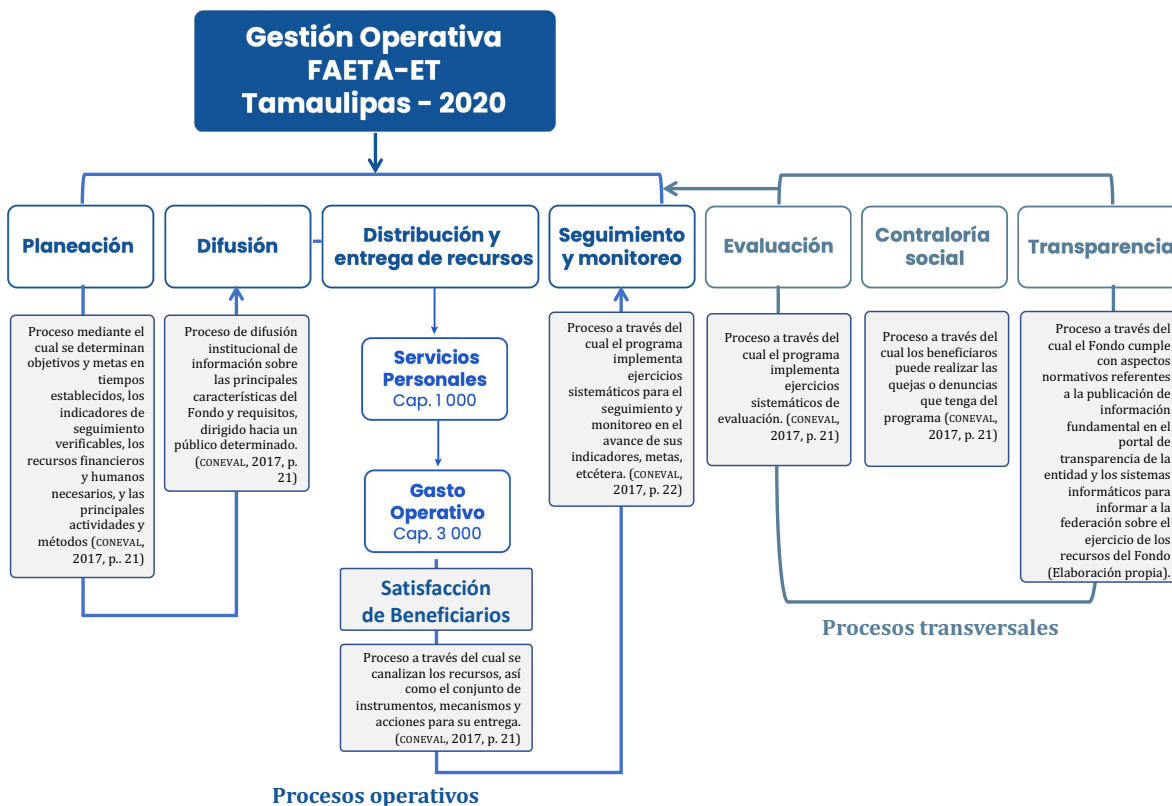 Gestión Operativa
FAETA-ET
Tamaulipas - 2020
Planeación
Difusión
Distribución y
entrega de recursos
Seguimiento
y monitoreo
Evaluación
Contraloría
social
Transparencia
Proceso mediante el
cual se determinan
objetivos y metas en
tiempos
establecidos, los
indicadores de
seguimiento
verificables, los
recursos financieros
y humanos
necesarios, y las
principales
actividades y
métodos (CONEVAL,
2017, p.. 21)
Proceso de difusión
institucional de
información sobre
las principales
características del
Fondo y requisitos,
dirigido hacia un
público determinado.
(CONEVAL, 2017, p.
21)
Servicios
Personales
Cap. 1 000
Gasto
Operativo
Cap. 3 000
Satisfacción
de Beneficiarios
Proceso a través del cual se
canalizan los recursos, así
como el conjunto de
instrumentos, mecanismos y
acciones para su entrega.
(CONEVAL, 2017, p. 21)
Proceso a través del
cual el programa
implementa
ejercicios
sistemáticos para el
seguimiento y
monitoreo en el
avance de sus
indicadores, metas,
etcétera. (CONEVAL,
2017, p. 22)
Proceso a través del
cual el programa
implementa
ejercicios
sistemáticos de
evaluación. (CONEVAL,
2017, p. 21)
Proceso a través del
cual los beneficiaros
puede realizar las
quejas o denuncias
que tenga del
programa (CONEVAL,
2017, p. 21)
Proceso a través del
cual el Fondo cumple
con aspectos
normativos referentes
a la publicación de
información
fundamental en el
portal de
transparencia de la
entidad y los sistemas
informáticos para
informar a la
federación sobre el
ejercicio de los
recursos del Fondo
(Elaboración propia).
Procesos transversales
Procesos operativos